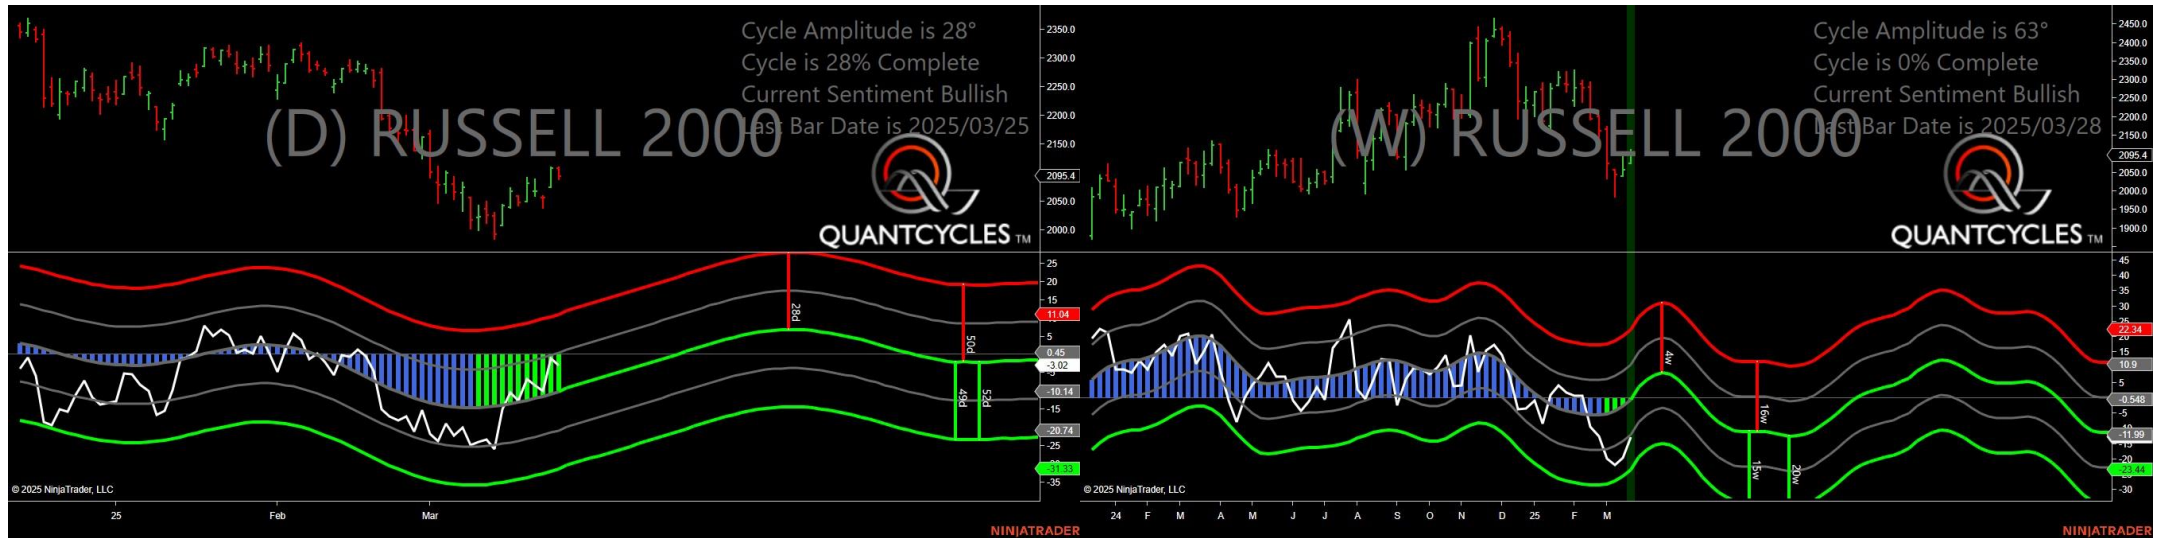 Cycle Amplitude is 28°
Cycle is 28% Complete
Current Sentiment Bullish
Last Bar Date is 2025/03/25
(D) RUSSELL 2000
QUANTCYCLES TM
2350.0
2300.0
2250.0
2200.0
2150.0
2095.4
2050.0
2000.0
25
20
15
11.04
5
0.45
-3.02
-5
-10.14
-15
-20.74
-25
-31.33
-35
28d
50d
49d
52d
© 2025 NinjaTrader, LLC
25
Feb
Mar
NINJATRADER
Cycle Amplitude is 63°
Cycle is 0% Complete
Current Sentiment Bullish
Last Bar Date is 2025/03/28
(W) RUSSELL 2000
QUANTCYCLES TM
2450.0
2400.0
2350.0
2300.0
2250.0
2200.0
2150.0
2095.4
2050.0
2000.0
1950.0
1900.0
45
40
35
30
25
22.34
20
15
10.9
5
-0.548
-5
-11.99
-15
-20
-23.44
-30
4w
16w
15w
20w
© 2025 NinjaTrader, LLC
24
F
M
A
M
J
J
A
S
O
N
D
25
F
M
NINJATRADER